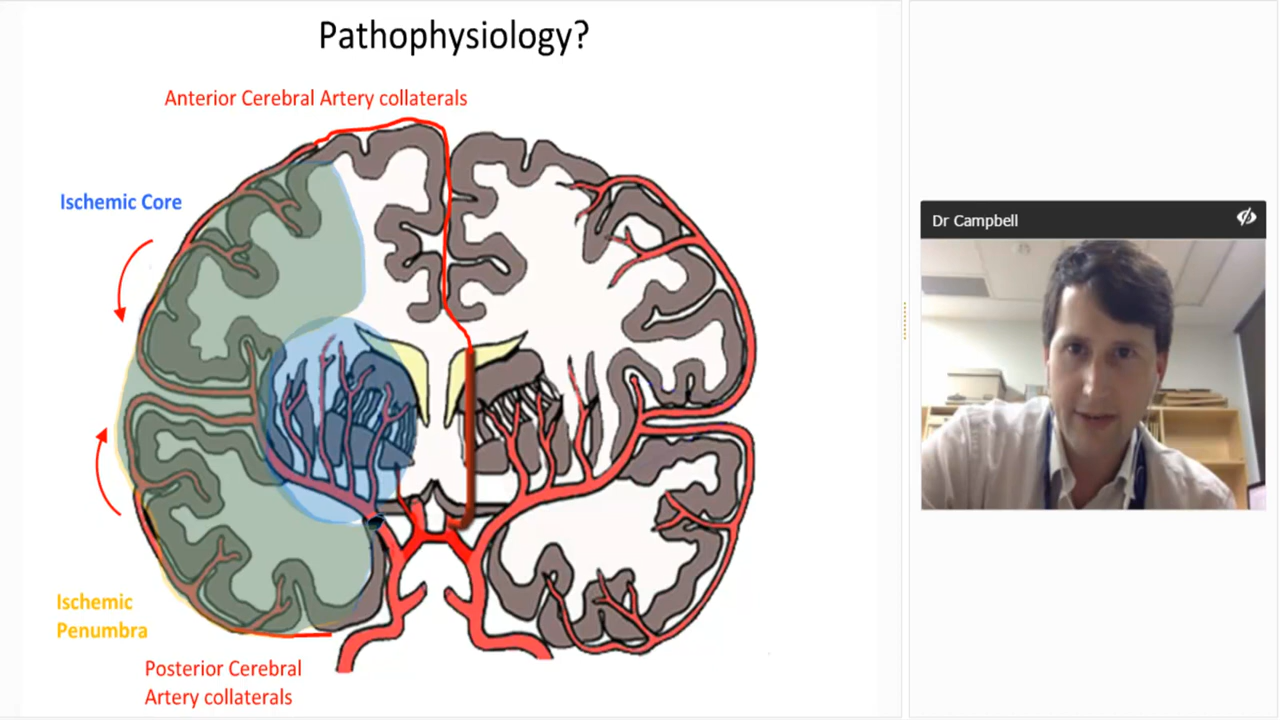 Pathophysiology?
Anterior Cerebral Artery collaterals
Ischemic Core
Ischemic
Penumbra
Posterior Cerebral
Artery collaterals
Dr Campbell